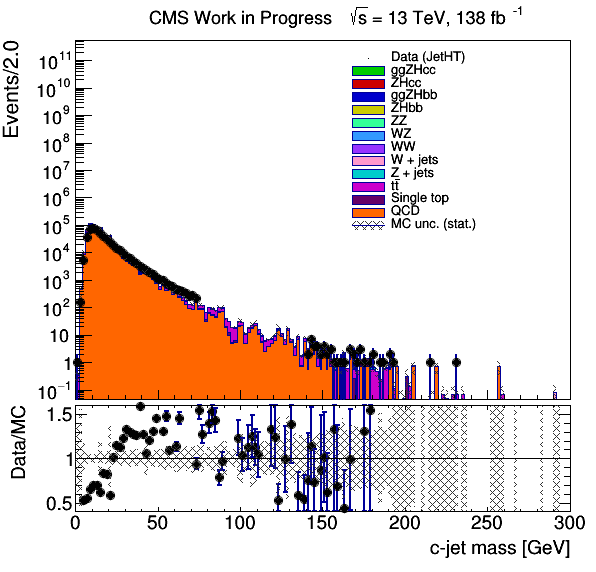 CMS Work in Progress √s = 13 TeV, 138 fb⁻¹
Events/2.0
10¹¹
10¹⁰
10⁹
10⁸
10⁷
10⁶
10⁵
10⁴
10³
10²
10
1
10⁻¹
Data (JetHT)
ggZHcc
ZHcc
ggZHbb
ZHbb
ZZ
WZ
WW
W + jets
Z + jets
tt̄
Single top
QCD
MC unc. (stat.)
Data/MC
1.5
1
0.5
0 50 100 150 200 250 300
c-jet mass [GeV]